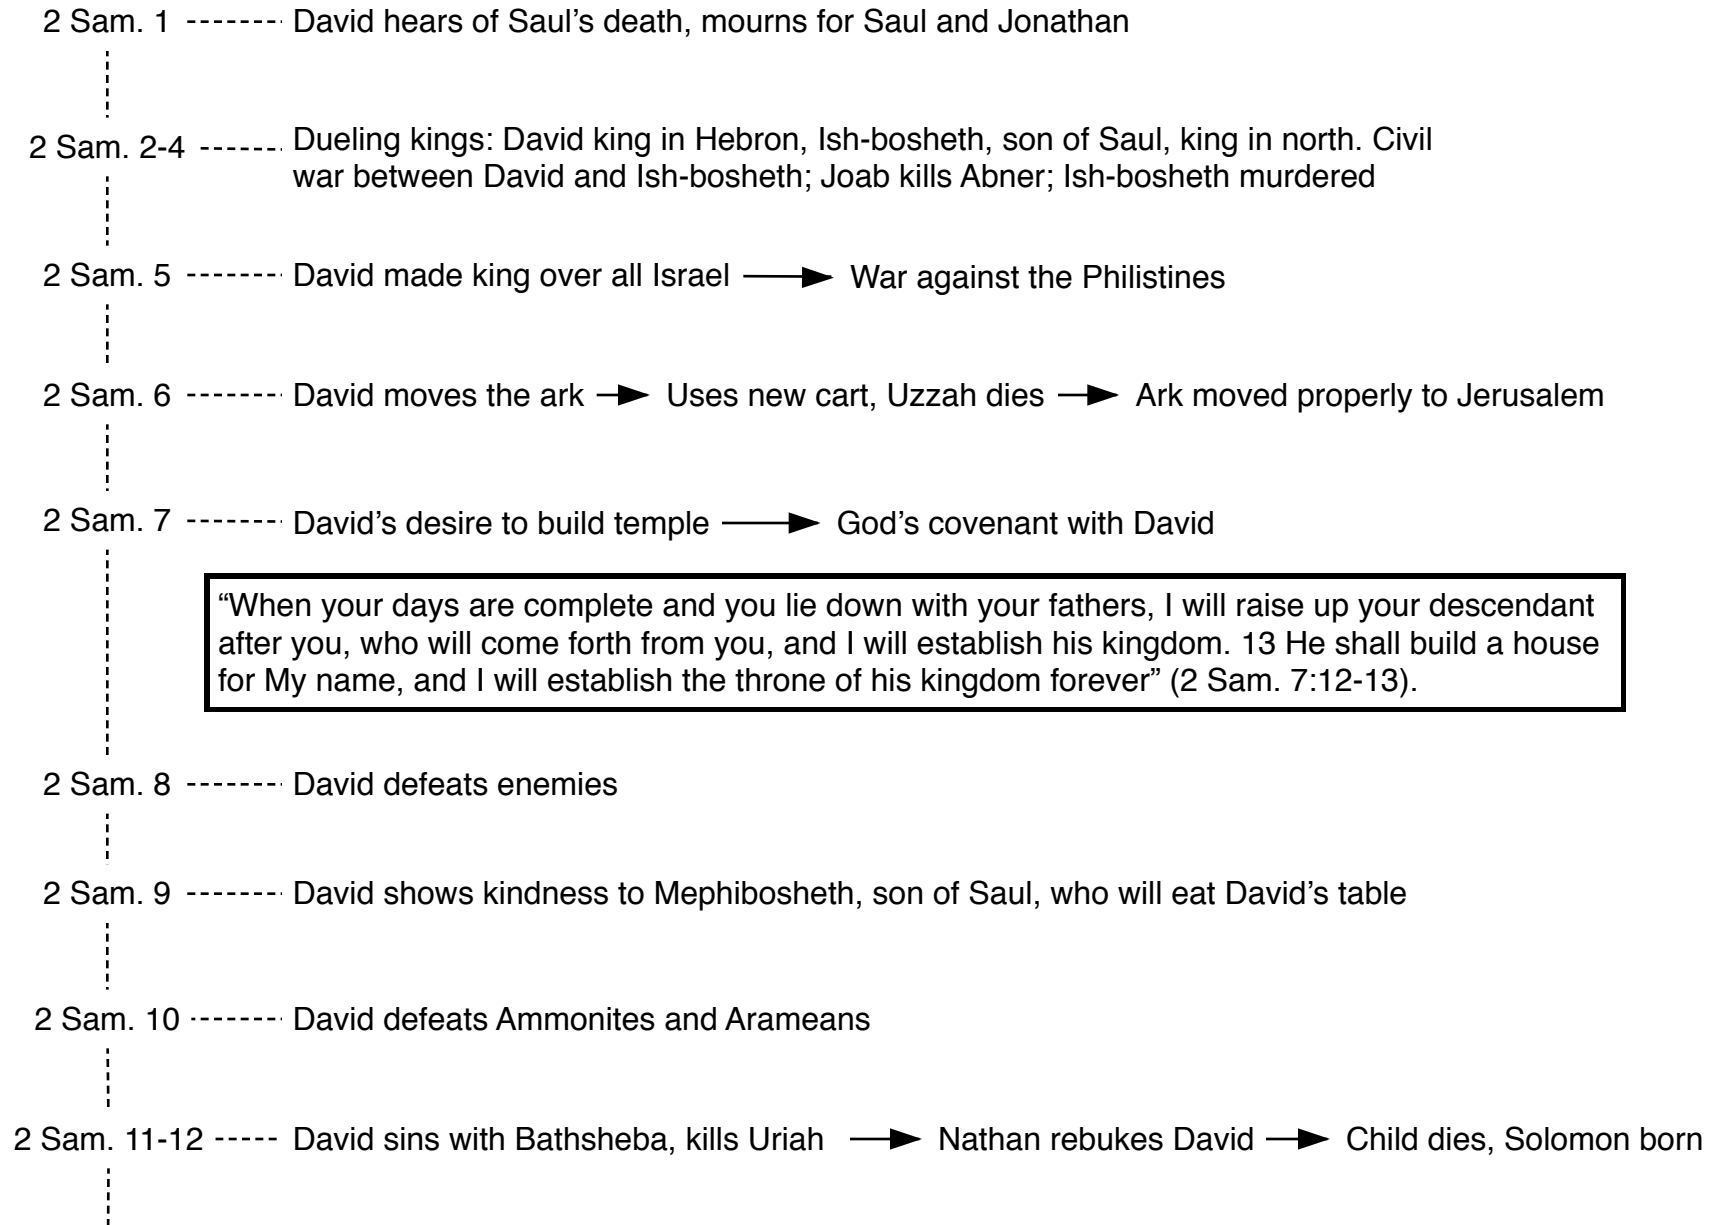 2 Sam. 1 David hears of Saul’s death, mourns for Saul and Jonathan
2 Sam. 2-4 Dueling kings: David king in Hebron, Ish-bosheth, son of Saul, king in north. Civil
war between David and Ish-bosheth; Joab kills Abner; Ish-bosheth murdered
2 Sam. 5 David made king over all Israel War against the Philistines
2 Sam. 6 David moves the ark Uses new cart, Uzzah dies Ark moved properly to Jerusalem
2 Sam. 7 David’s desire to build temple God’s covenant with David
“When your days are complete and you lie down with your fathers, I will raise up your descendant
after you, who will come forth from you, and I will establish his kingdom. 13 He shall build a house
for My name, and I will establish the throne of his kingdom forever” (2 Sam. 7:12-13).
2 Sam. 8 David defeats enemies
2 Sam. 9 David shows kindness to Mephibosheth, son of Saul, who will eat David’s table
2 Sam. 10 David defeats Ammonites and Arameans
2 Sam. 11-12 David sins with Bathsheba, kills Uriah Nathan rebukes David Child dies, Solomon born